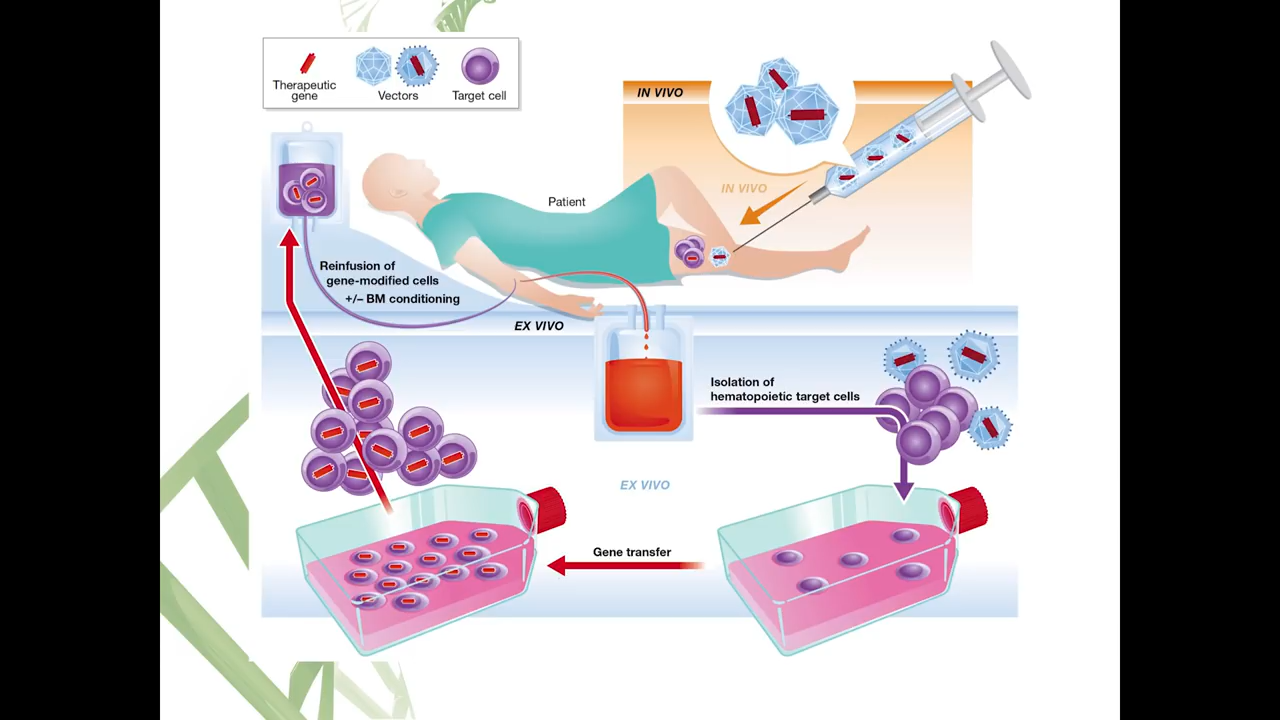 Therapeutic
gene
Vectors
Target cell
IN VIVO
IN VIVO
Patient
Reinfusion of
gene-modified cells
+/– BM conditioning
EX VIVO
Isolation of
hematopoietic target cells
EX VIVO
Gene transfer